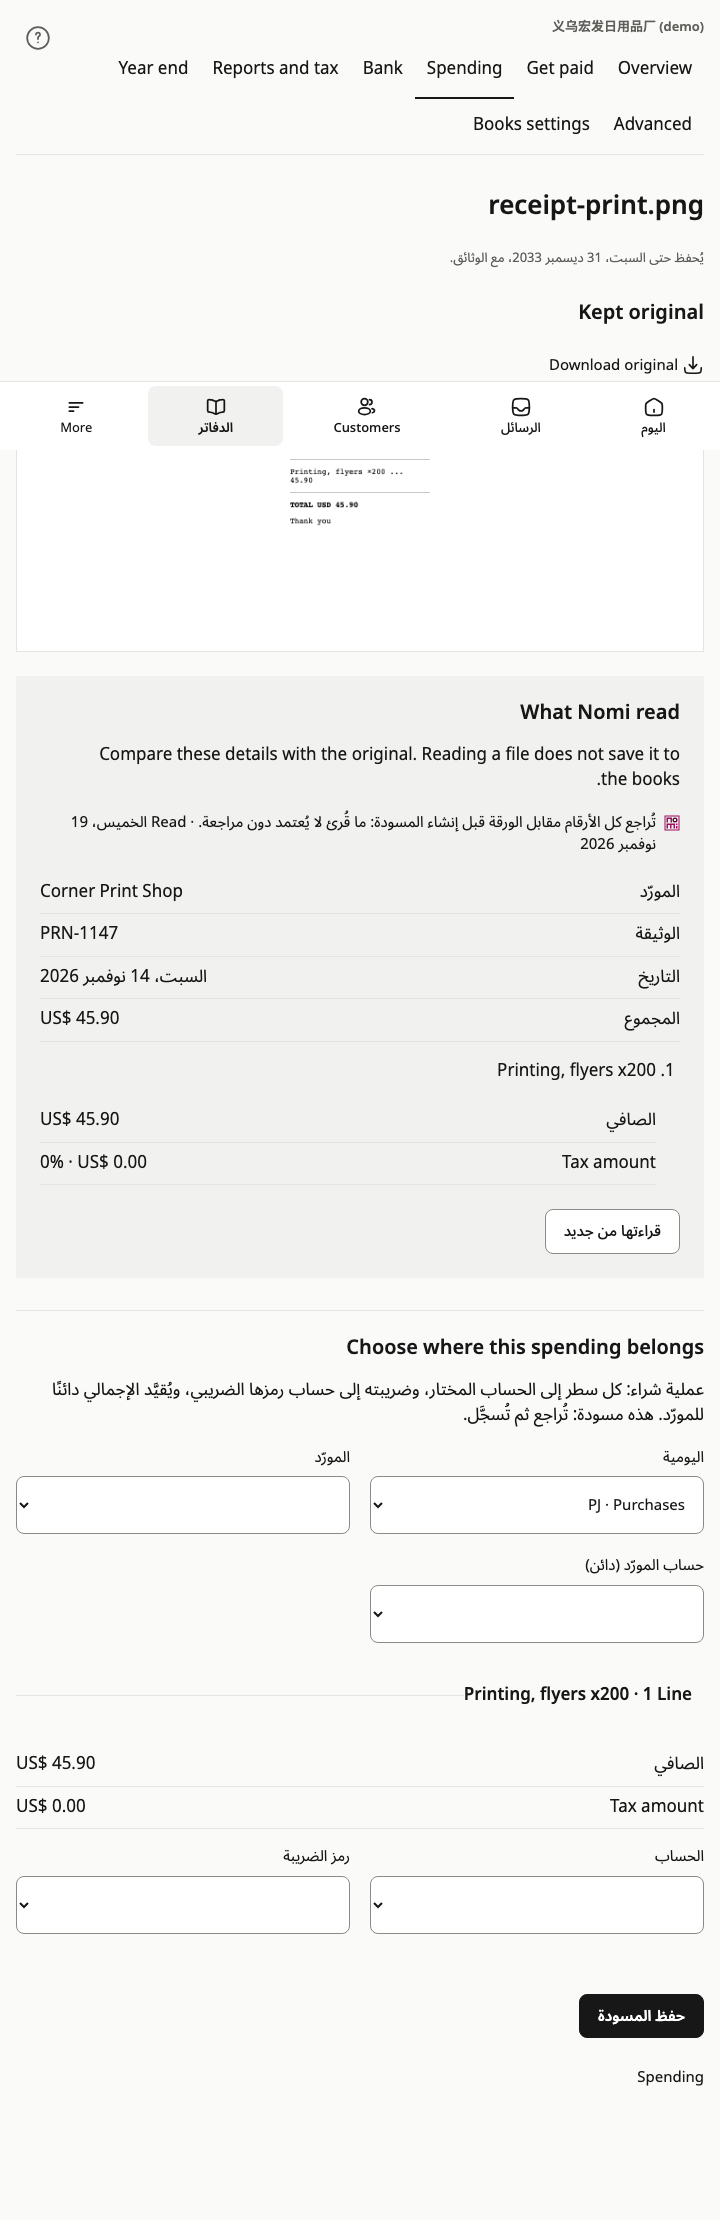 义乌宏发日用品厂 (demo)
Overview
Get paid
Spending
Bank
Reports and tax
Year end
Advanced
Books settings
receipt-print.png
يُحفظ حتى السبت، 31 ديسمبر 2033، مع الوثائق.
Kept original
Download original
اليوم
الرسائل
Customers
الدفاتر
More
Printing, flyers ×200 ...
45.90
TOTAL USD 45.90
Thank you
What Nomi read
Compare these details with the original. Reading a file does not save it to
the books.
تُراجع كل الأرقام مقابل الورقة قبل إنشاء المسودة: ما قُرئ لا يُعتمد دون مراجعة. · Read الخميس، 19
نوفمبر 2026
المورّد
Corner Print Shop
الوثيقة
PRN-1147
التاريخ
السبت، 14 نوفمبر 2026
المجموع
US$ 45.90
1. Printing, flyers x200
الصافي
US$ 45.90
Tax amount
0% · US$ 0.00
قراءتها من جديد
Choose where this spending belongs
عملية شراء: كل سطر إلى الحساب المختار، وضريبته إلى حساب رمزها الضريبي، ويُقيَّد الإجمالي دائنًا
للمورّد. هذه مسودة: تُراجع ثم تُسجَّل.
اليومية
المورّد
PJ · Purchases
حساب المورّد (دائن)
Printing, flyers x200 · 1 Line
الصافي
US$ 45.90
Tax amount
US$ 0.00
الحساب
رمز الضريبة
حفظ المسودة
Spending